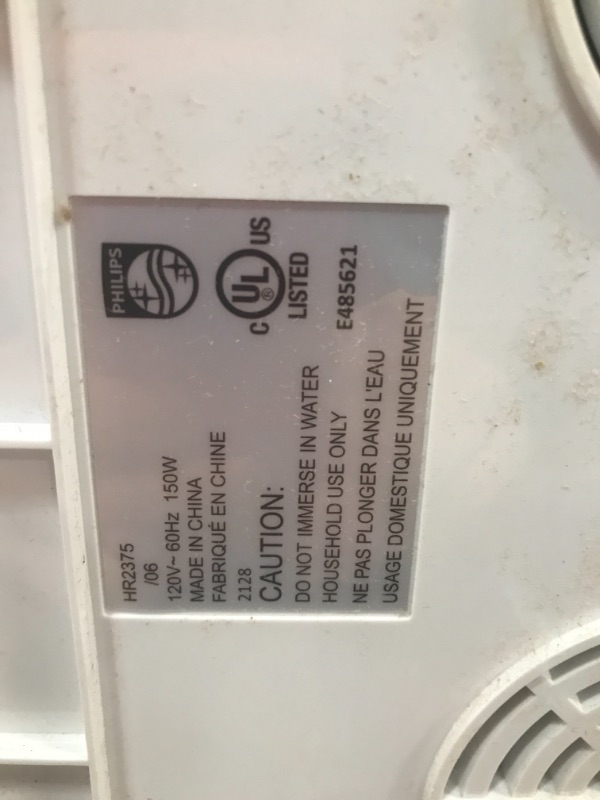 PHILIPS
C UL® US
LISTED
E485621
HR2375
/06
120V~ 60Hz 150W
MADE IN CHINA
FABRIQUÉ EN CHINE
2128
CAUTION:
DO NOT IMMERSE IN WATER
HOUSEHOLD USE ONLY
NE PAS PLONGER DANS L'EAU
USAGE DOMESTIQUE UNIQUEMENT